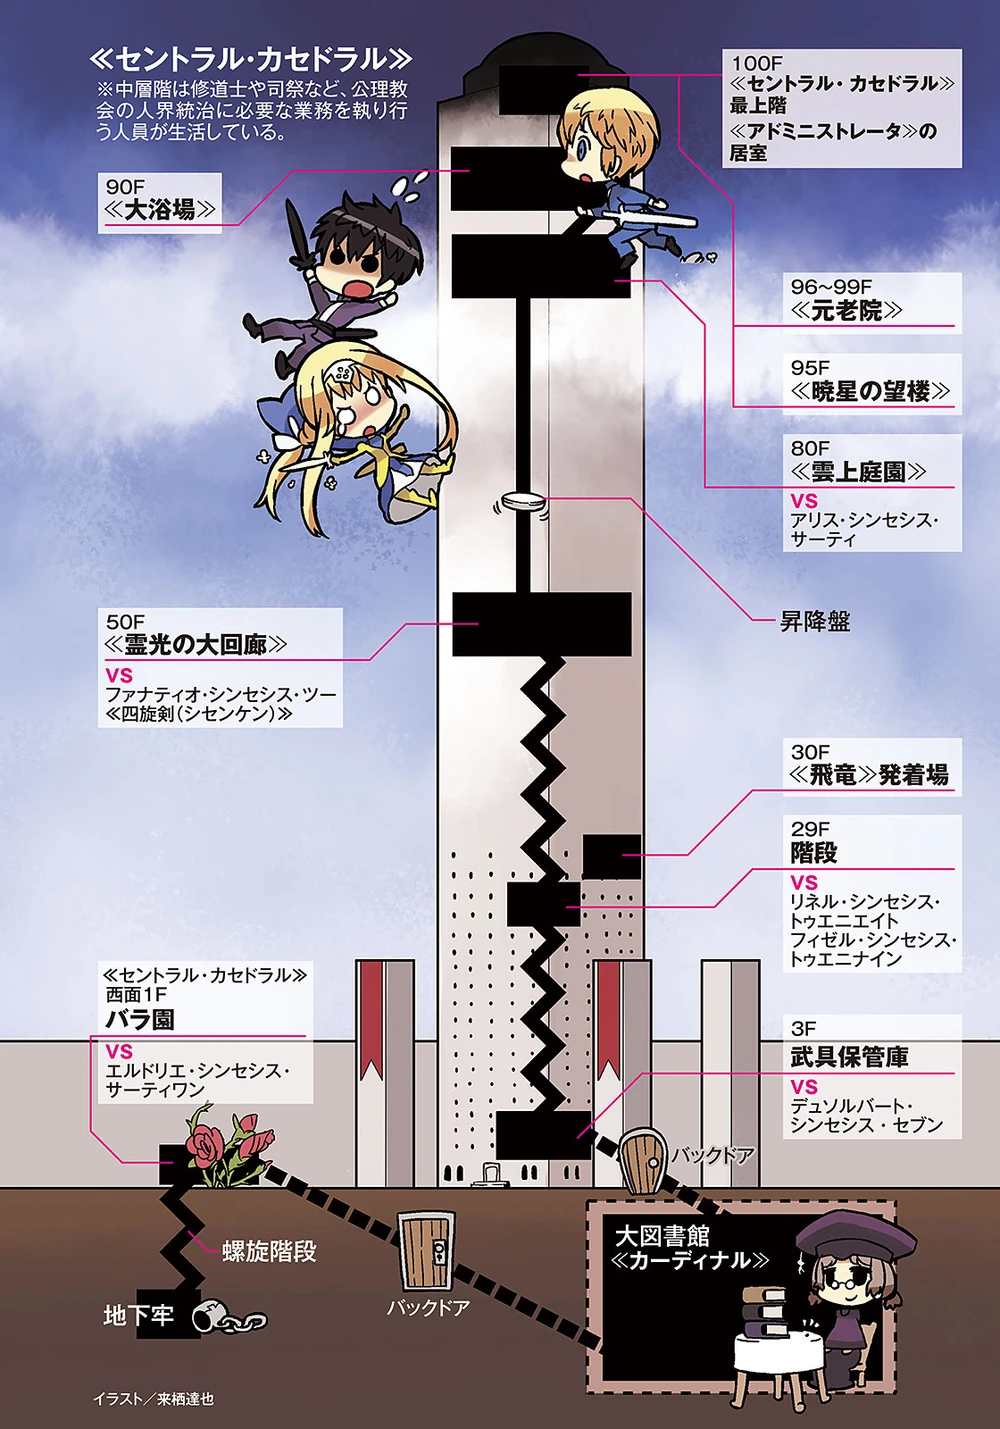 ≪セントラル・カセドラル≫
※中層階は修道士や司祭など、公理教
会の人界統治に必要な業務を執り行
う人員が生活している。
100F
≪セントラル・カセドラル≫
最上階
≪アドミニストレータ≫の
居室
90F
≪大浴場≫
96〜99F
≪元老院≫
95F
≪暁星の望楼≫
80F
≪雲上庭園≫
VS
アリス・シンセシス・
サーティ
昇降盤
50F
≪霊光の大回廊≫
VS
ファナティオ・シンセシス・ツー
≪四旋剣(シセンケン)≫
30F
≪飛竜≫発着場
29F
階段
VS
リネル・シンセシス・
トゥエニエイト
フィゼル・シンセシス・
トゥエニナイン
≪セントラル・カセドラル≫
西面1F
バラ園
VS
エルドリエ・シンセシス・
サーティワン
3F
武具保管庫
VS
デュソルバート・
シンセシス・セブン
バックドア
大図書館
≪カーディナル≫
螺旋階段
バックドア
地下牢
イラスト/来栖達也